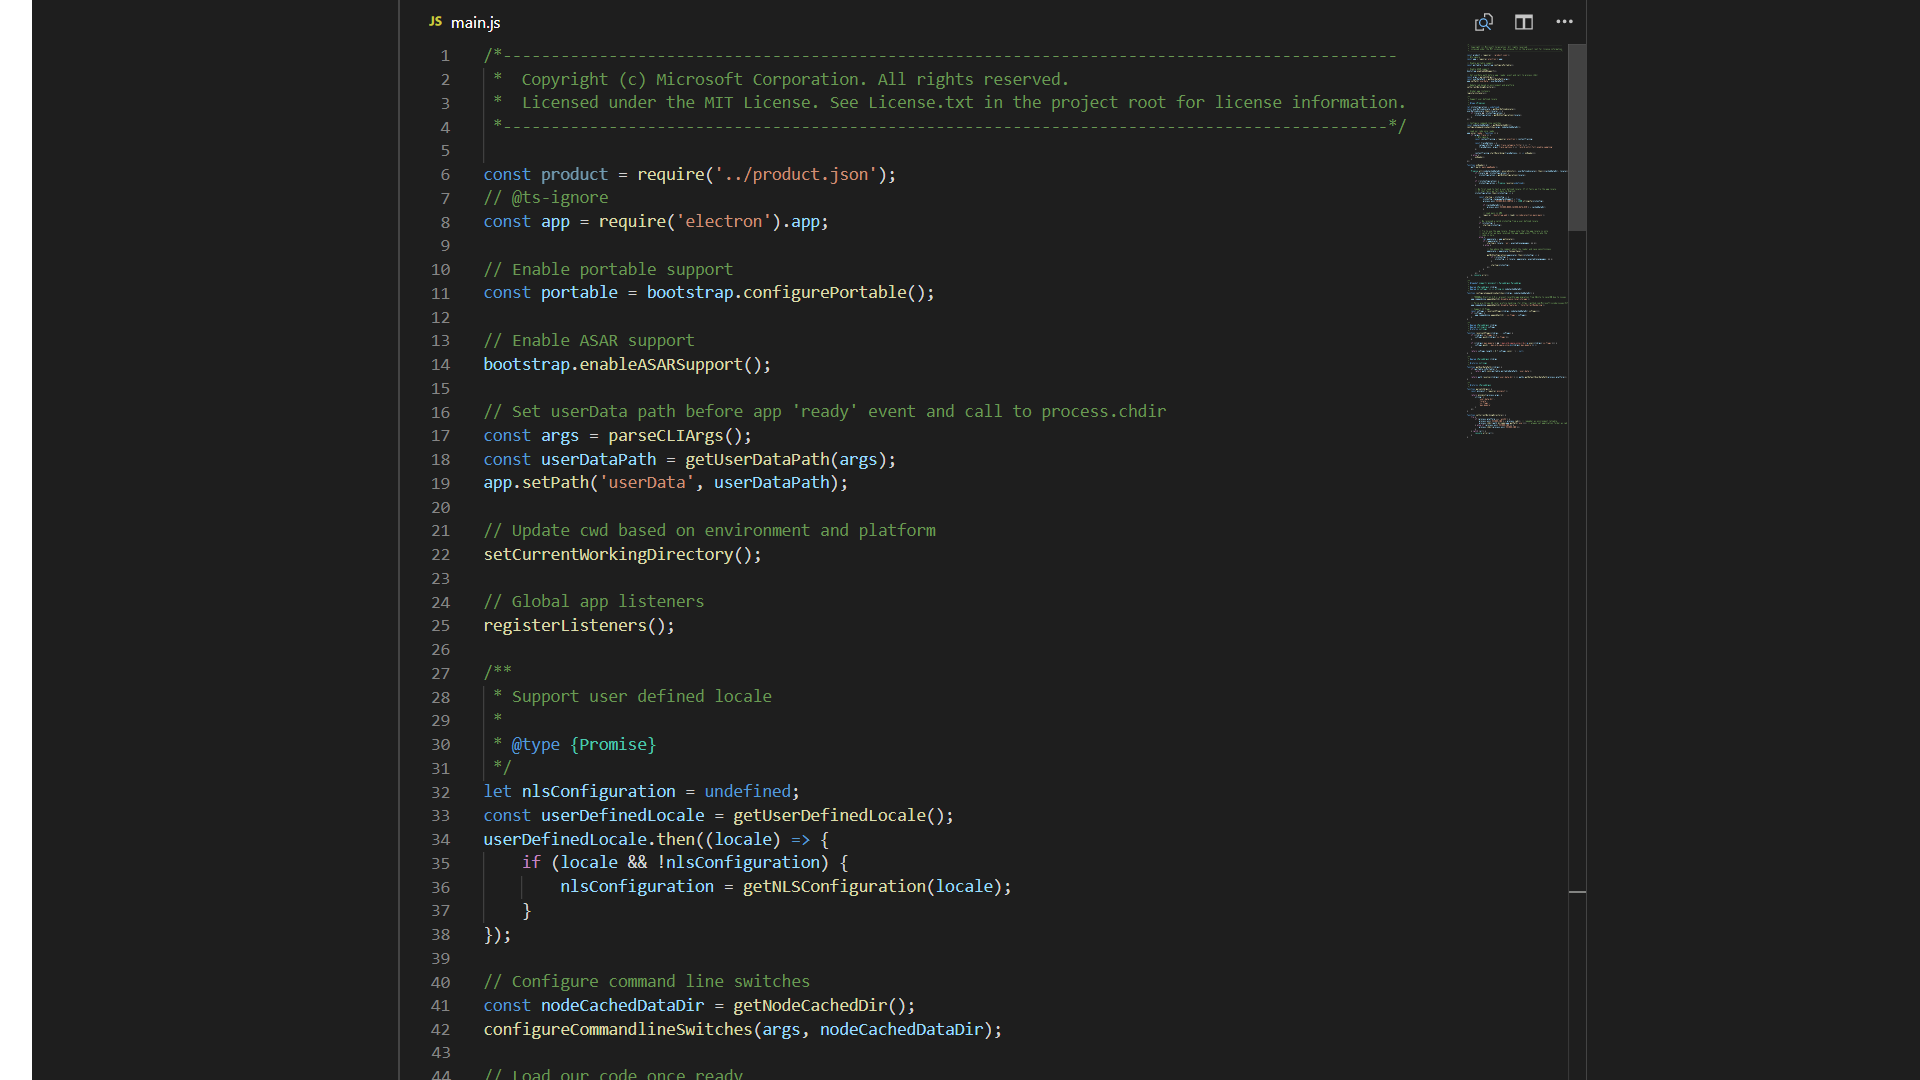 JS main.js
1 /*---------------------------------------------------------------------------------------------
2  *  Copyright (c) Microsoft Corporation. All rights reserved.
3  *  Licensed under the MIT License. See License.txt in the project root for license information.
4  *--------------------------------------------------------------------------------------------*/
5
6 const product = require('../product.json');
7 // @ts-ignore
8 const app = require('electron').app;
9
10 // Enable portable support
11 const portable = bootstrap.configurePortable();
12
13 // Enable ASAR support
14 bootstrap.enableASARSupport();
15
16 // Set userData path before app 'ready' event and call to process.chdir
17 const args = parseCLIArgs();
18 const userDataPath = getUserDataPath(args);
19 app.setPath('userData', userDataPath);
20
21 // Update cwd based on environment and platform
22 setCurrentWorkingDirectory();
23
24 // Global app listeners
25 registerListeners();
26
27 /**
28  * Support user defined locale
29  *
30  * @type {Promise}
31  */
32 let nlsConfiguration = undefined;
33 const userDefinedLocale = getUserDefinedLocale();
34 userDefinedLocale.then((locale) => {
35     if (locale && !nlsConfiguration) {
36         nlsConfiguration = getNLSConfiguration(locale);
37     }
38 });
39
40 // Configure command line switches
41 const nodeCachedDataDir = getNodeCachedDir();
42 configureCommandlineSwitches(args, nodeCachedDataDir);
43
44 // Load our code once ready